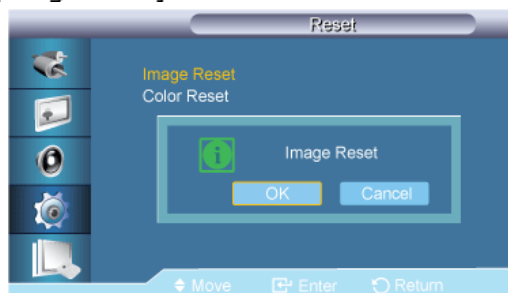 Reset
Image Reset
Color Reset
Image Reset
OK Cancel
Move Enter Return